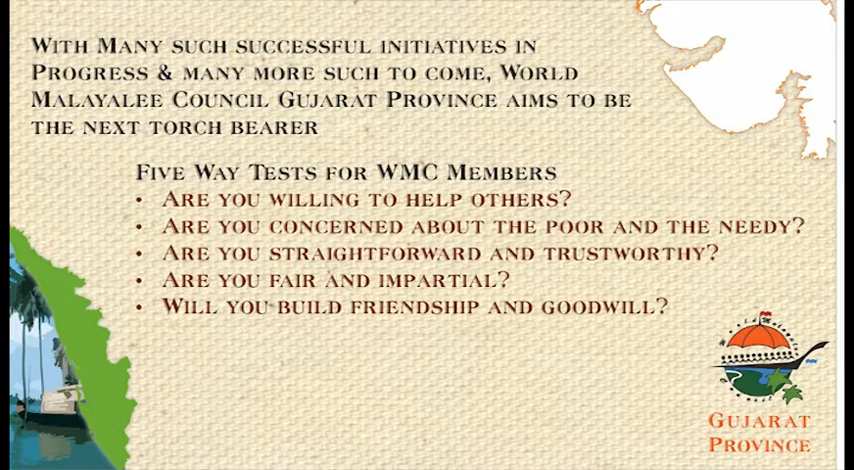 With Many such successful initiatives in
Progress & many more such to come, World
Malayalee Council Gujarat Province aims to be
the next torch bearer
Five Way Tests for WMC Members
• Are you willing to help others?
• Are you concerned about the poor and the needy?
• Are you straightforward and trustworthy?
• Are you fair and impartial?
• Will you build friendship and goodwill?
World Malayalee
Council
Gujarat
Province